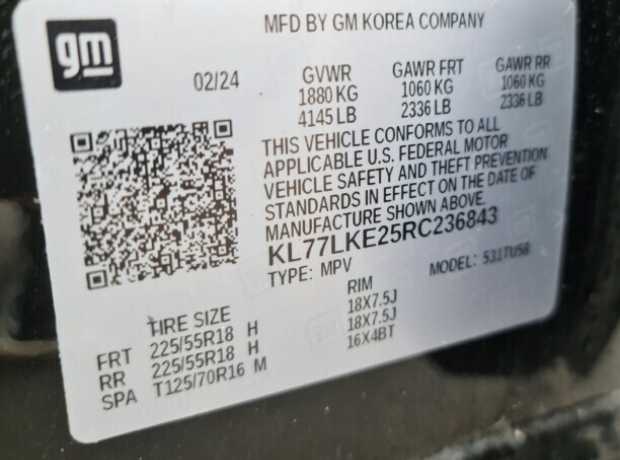 gm
MFD BY GM KOREA COMPANY
02/24
GVWR GAWR FRT GAWR RR
1880 KG 1060 KG 1060 KG
4145 LB 2336 LB 2336 LB
THIS VEHICLE CONFORMS TO ALL
APPLICABLE U.S. FEDERAL MOTOR
VEHICLE SAFETY AND THEFT PREVENTION
STANDARDS IN EFFECT ON THE DATE OF
MANUFACTURE SHOWN ABOVE.
KL77LKE25RC236843
TYPE: MPV MODEL: 531TU58
TIRE SIZE RIM
FRT 225/55R18 H 18X7.5J
RR 225/55R18 H 18X7.5J
SPA T125/70R16 M 16X4BT